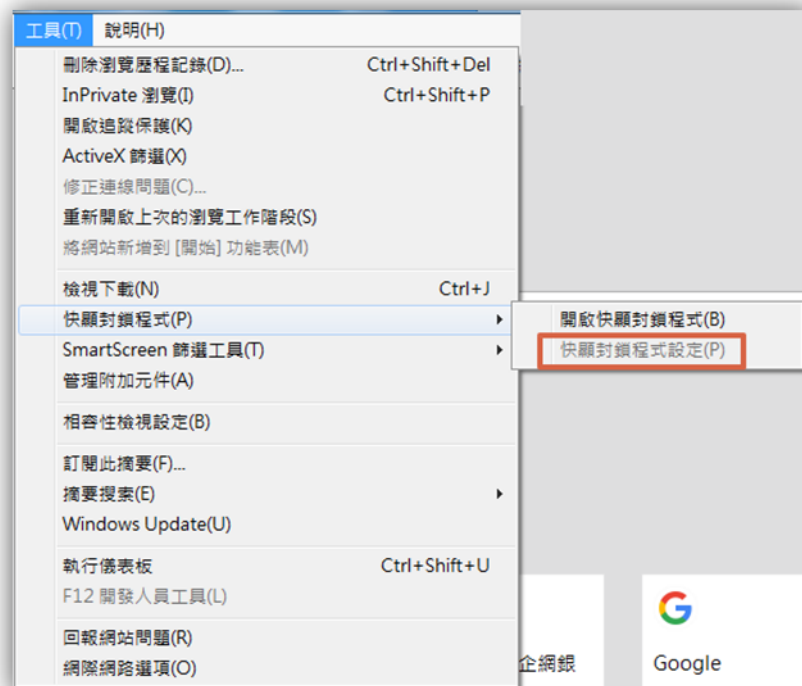 工具(T) 說明(H)
刪除瀏覽歷程記錄(D)... Ctrl+Shift+Del
InPrivate 瀏覽(I) Ctrl+Shift+P
開啟追蹤保護(K)
ActiveX 篩選(X)
修正連線問題(C)...
重新開啟上次的瀏覽工作階段(S)
將網站新增到 [開始] 功能表(M)
檢視下載(N) Ctrl+J
快顯封鎖程式(P)
開啟快顯封鎖程式(B)
快顯封鎖程式設定(P)
SmartScreen 篩選工具(T)
管理附加元件(A)
相容性檢視設定(B)
訂閱此摘要(F)...
摘要搜索(E)
Windows Update(U)
執行儀表板 Ctrl+Shift+U
F12 開發人員工具(L)
回報網站問題(R)
網際網路選項(O)
企網銀
Google